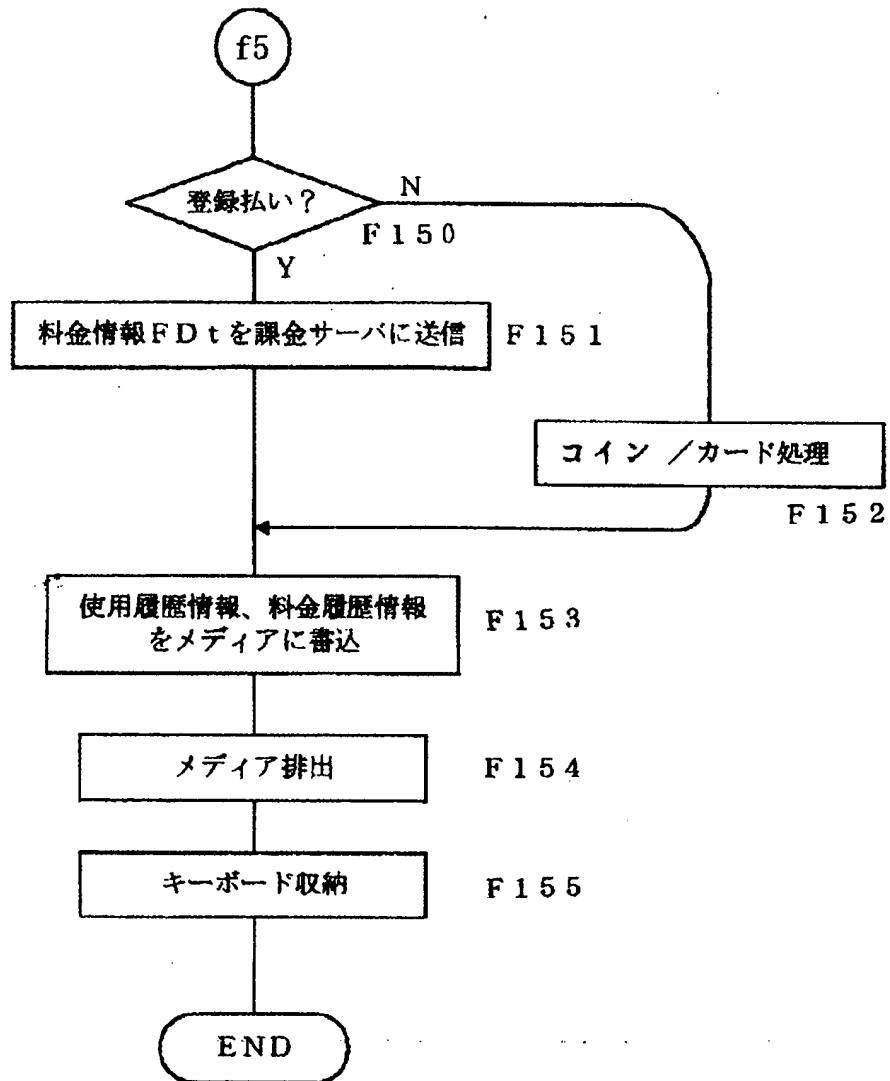 f5
登録払い？
N
F150
Y
料金情報FDtを課金サーバに送信
F151
コイン ／カード処理
F152
使用履歴情報、料金履歴情報
をメディアに書込
F153
メディア排出
F154
キーボード収納
F155
END